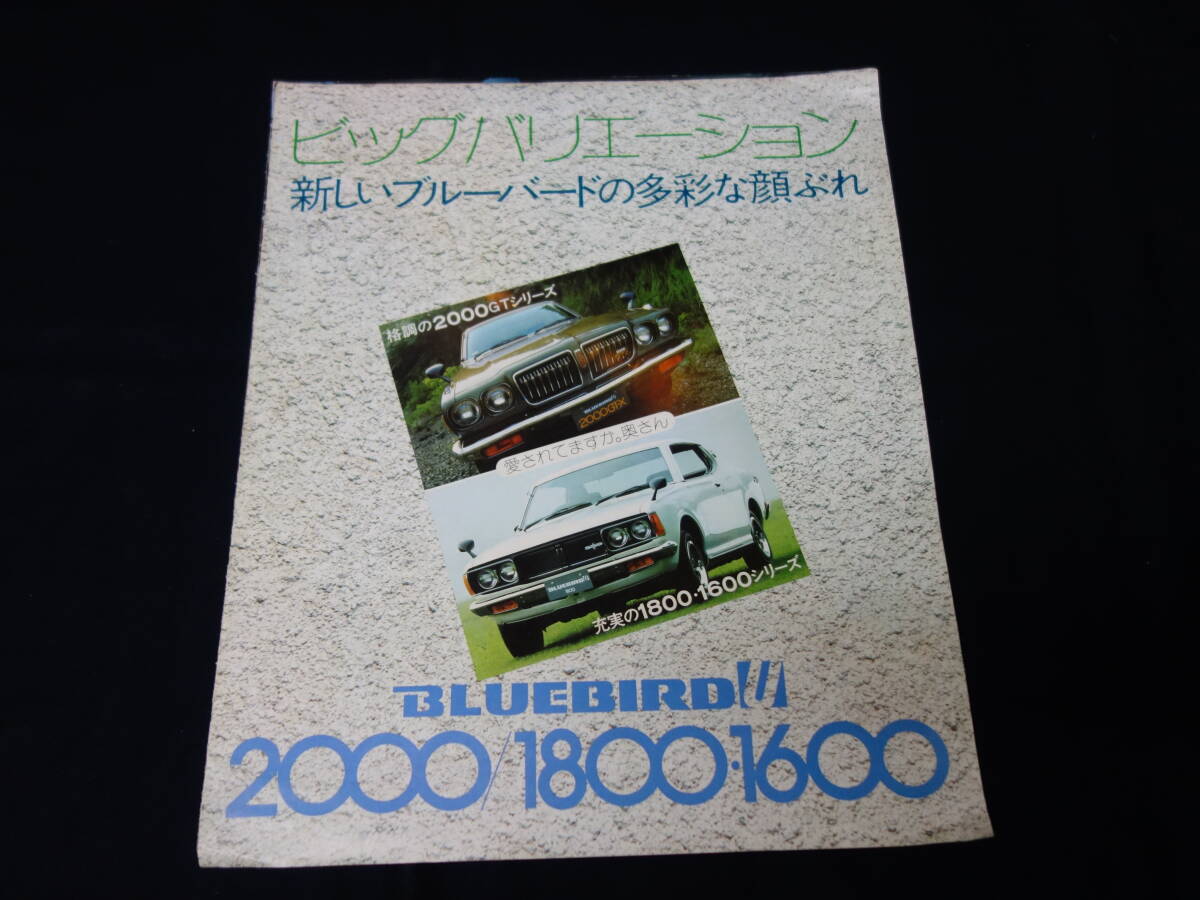 ビッグバリエーション
新しいブルーバードの多彩な顔ぶれ
格調の2000GTシリーズ
BLUEBIRD U
2000GTX
愛されてますか。奥さん
BLUEBIRD U
充実の1800・1600シリーズ
BLUEBIRD U
2000/1800・1600